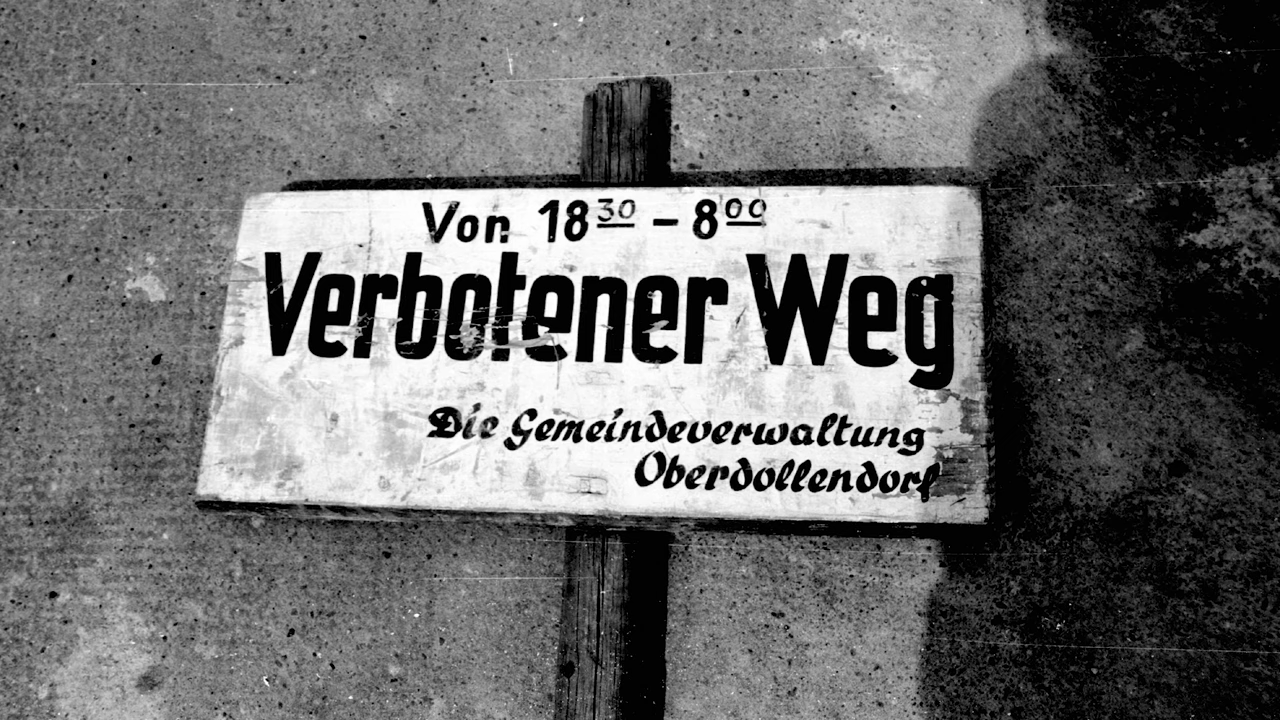 Von 18³⁰ – 8⁰⁰
Verbotener Weg
Die Gemeindeverwaltung
Oberdollendorf